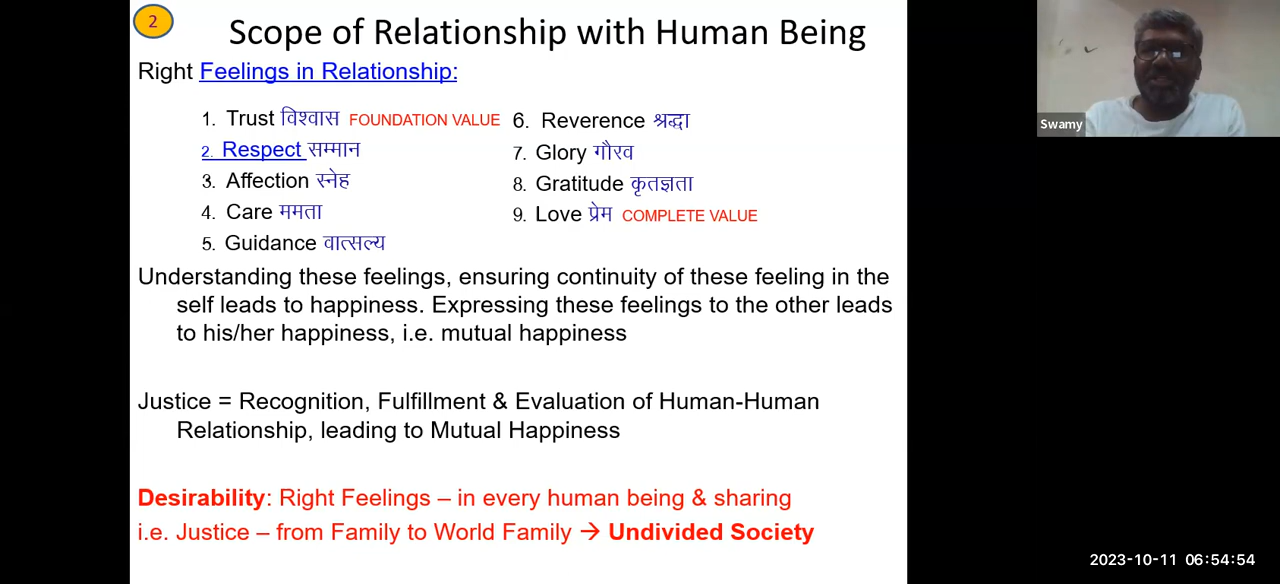 2
Scope of Relationship with Human Being
Right Feelings in Relationship:
1. Trust विश्वास FOUNDATION VALUE
2. Respect सम्मान
3. Affection स्नेह
4. Care ममता
5. Guidance वात्सल्य
6. Reverence श्रद्धा
7. Glory गौरव
8. Gratitude कृतज्ञता
9. Love प्रेम COMPLETE VALUE
Understanding these feelings, ensuring continuity of these feeling in the
self leads to happiness. Expressing these feelings to the other leads
to his/her happiness, i.e. mutual happiness
Justice = Recognition, Fulfillment & Evaluation of Human-Human
Relationship, leading to Mutual Happiness
Desirability: Right Feelings – in every human being & sharing
i.e. Justice – from Family to World Family → Undivided Society
Swamy
2023-10-11 06:54:54